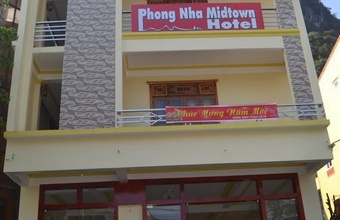 Phong Nha Midtown
Hotel
Chúc Mừng Năm Mới